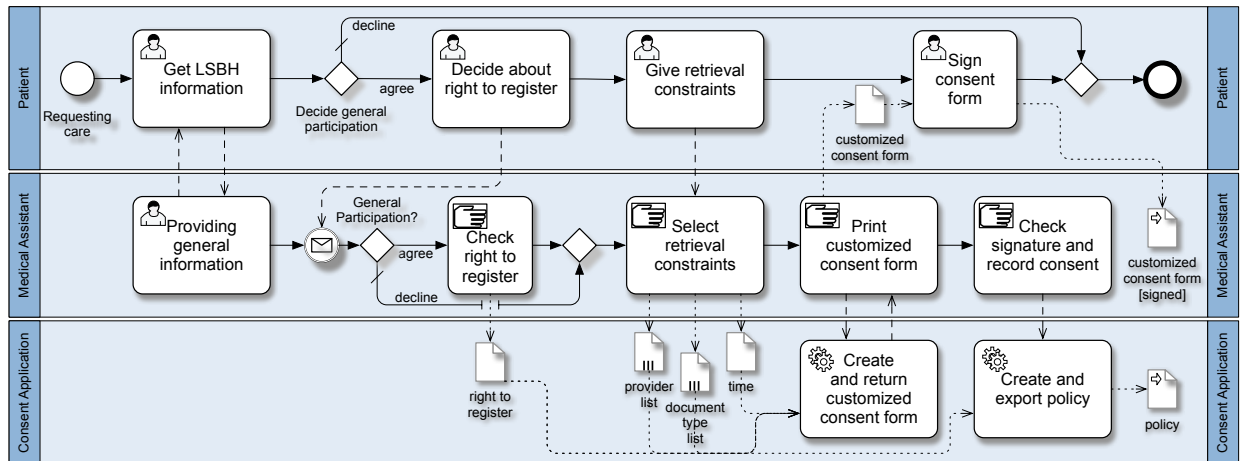 Patient
Requesting
care
Get LSBH
information
decline
agree
Decide general
participation
Decide about
right to register
Give retrieval
constraints
customized
consent form
Sign
consent
form
Patient
Medical Assistant
Providing
general
information
General
Participation?
agree
decline
Check
right to
register
Select
retrieval
constraints
Print
customized
consent form
Check
signature and
record consent
customized
consent form
[signed]
Medical Assistant
Consent Application
right to
register
provider
list
document
type
list
time
Create
and return
customized
consent form
Create and
export policy
policy
Consent Application